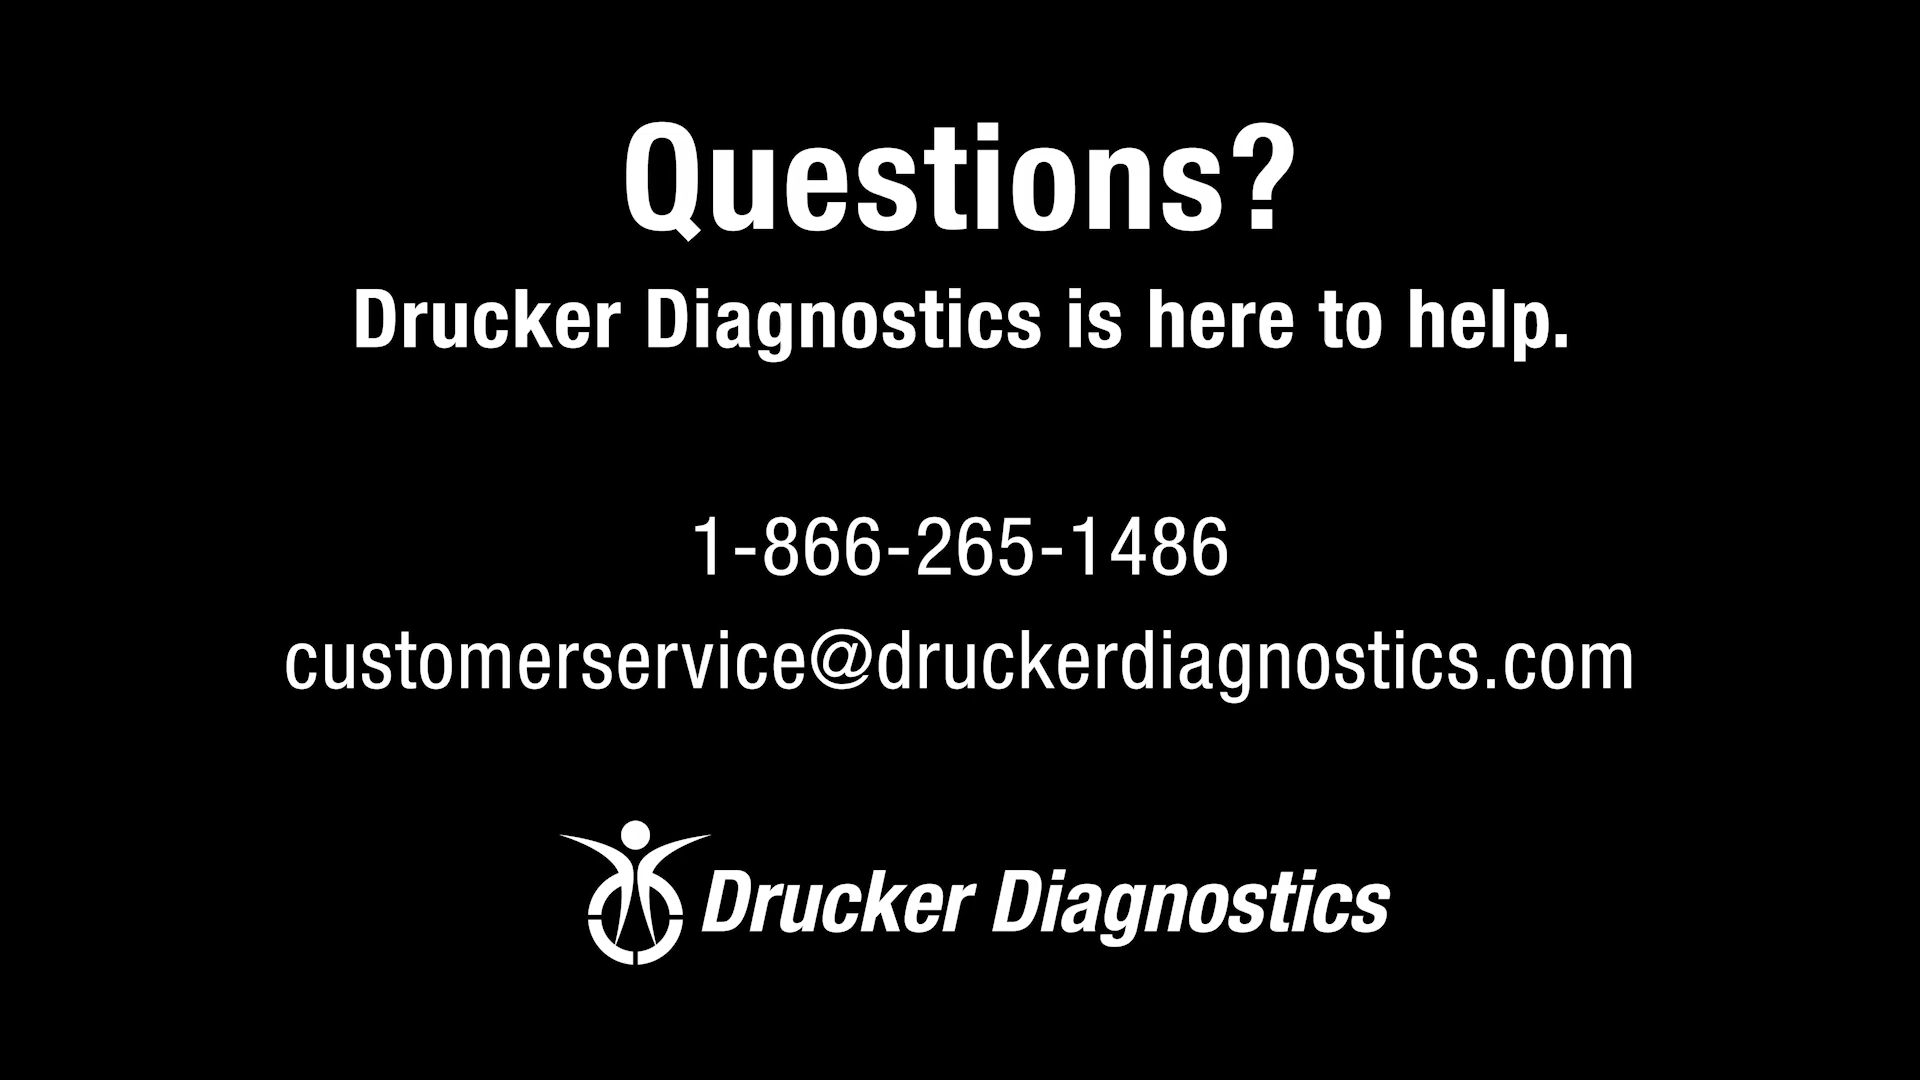 Questions?
Drucker Diagnostics is here to help.
1-866-265-1486
customerservice@druckerdiagnostics.com
Drucker Diagnostics